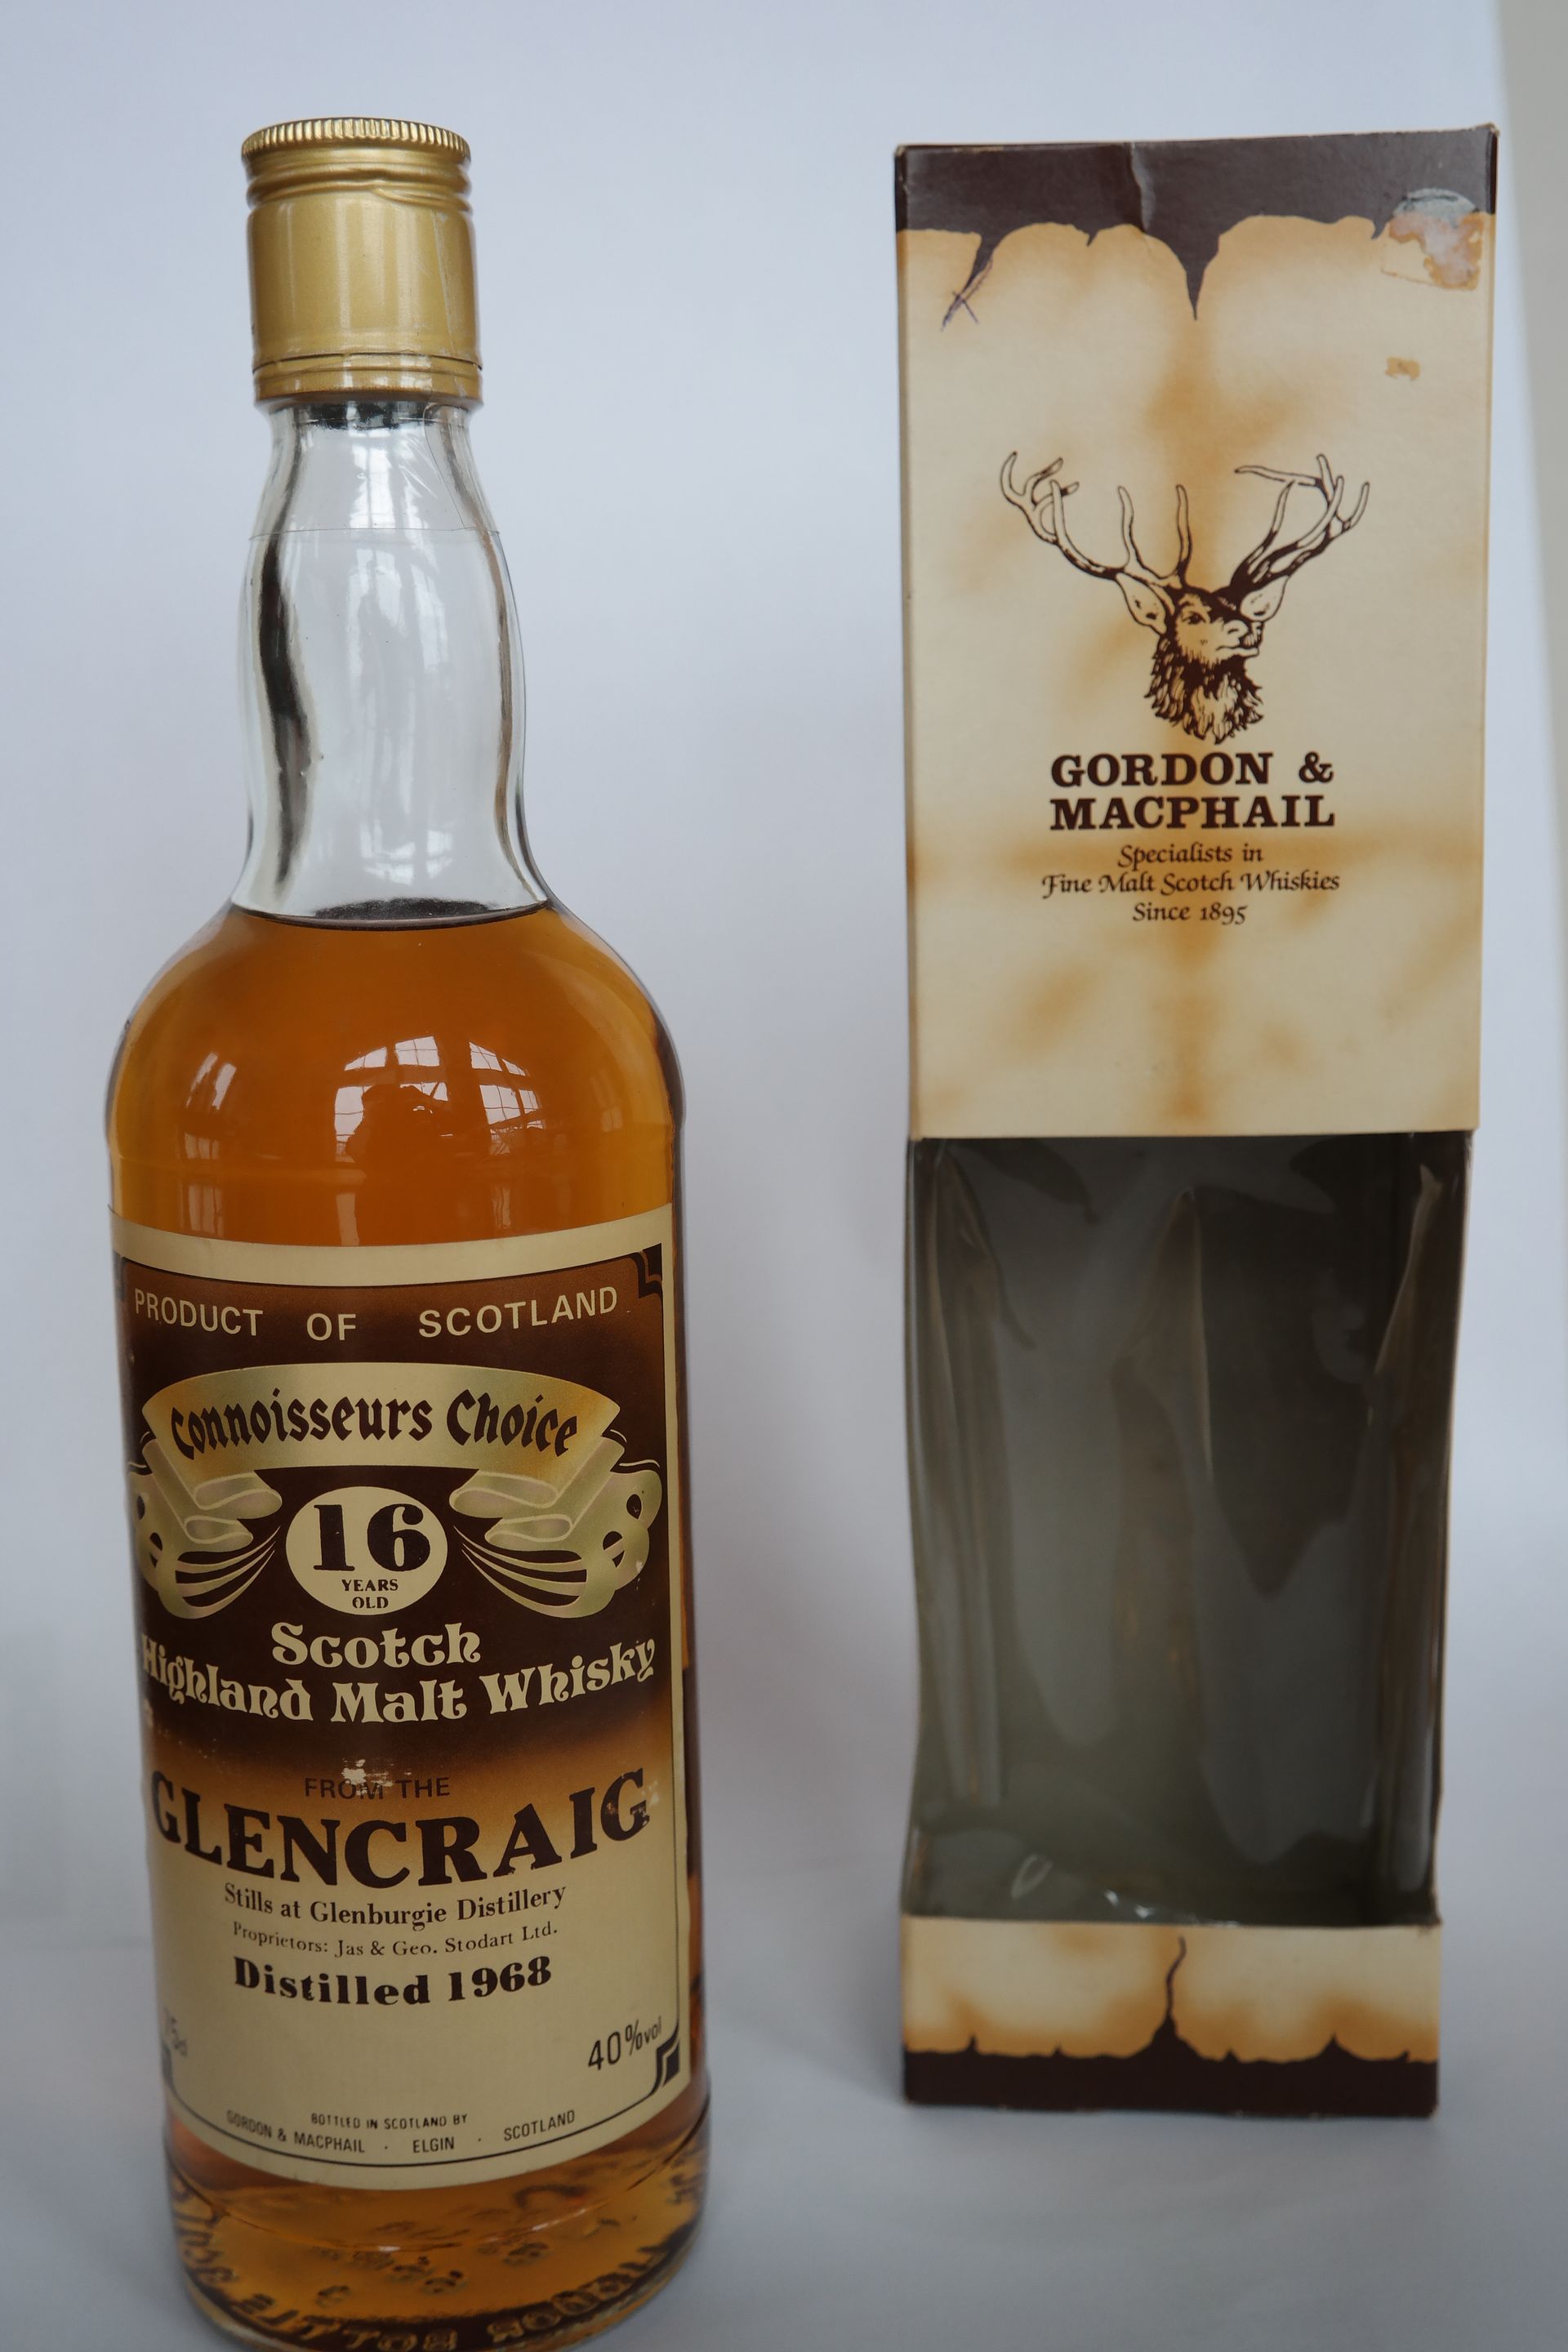 PRODUCT OF SCOTLAND
Connoisseurs Choice
16
YEARS
OLD
Scotch
Highland Malt Whisky
FROM THE
GLENCRAIG
Stills at Glenburgie Distillery
Proprietors: Jas & Geo. Stodart Ltd.
Distilled 1968
75cl
40%vol
BOTTLED IN SCOTLAND BY
GORDON & MACPHAIL · ELGIN · SCOTLAND
GORDON &
MACPHAIL
Specialists in
Fine Malt Scotch Whiskies
Since 1895